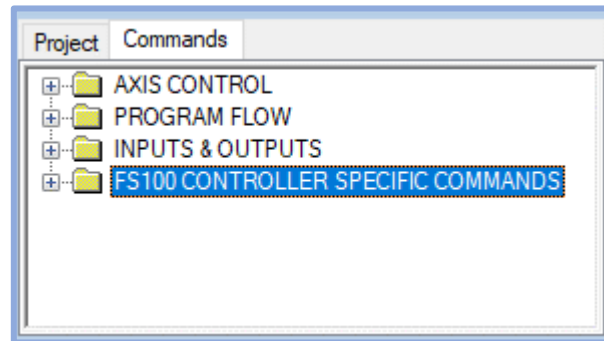 Project Commands
AXIS CONTROL
PROGRAM FLOW
INPUTS & OUTPUTS
FS100 CONTROLLER SPECIFIC COMMANDS